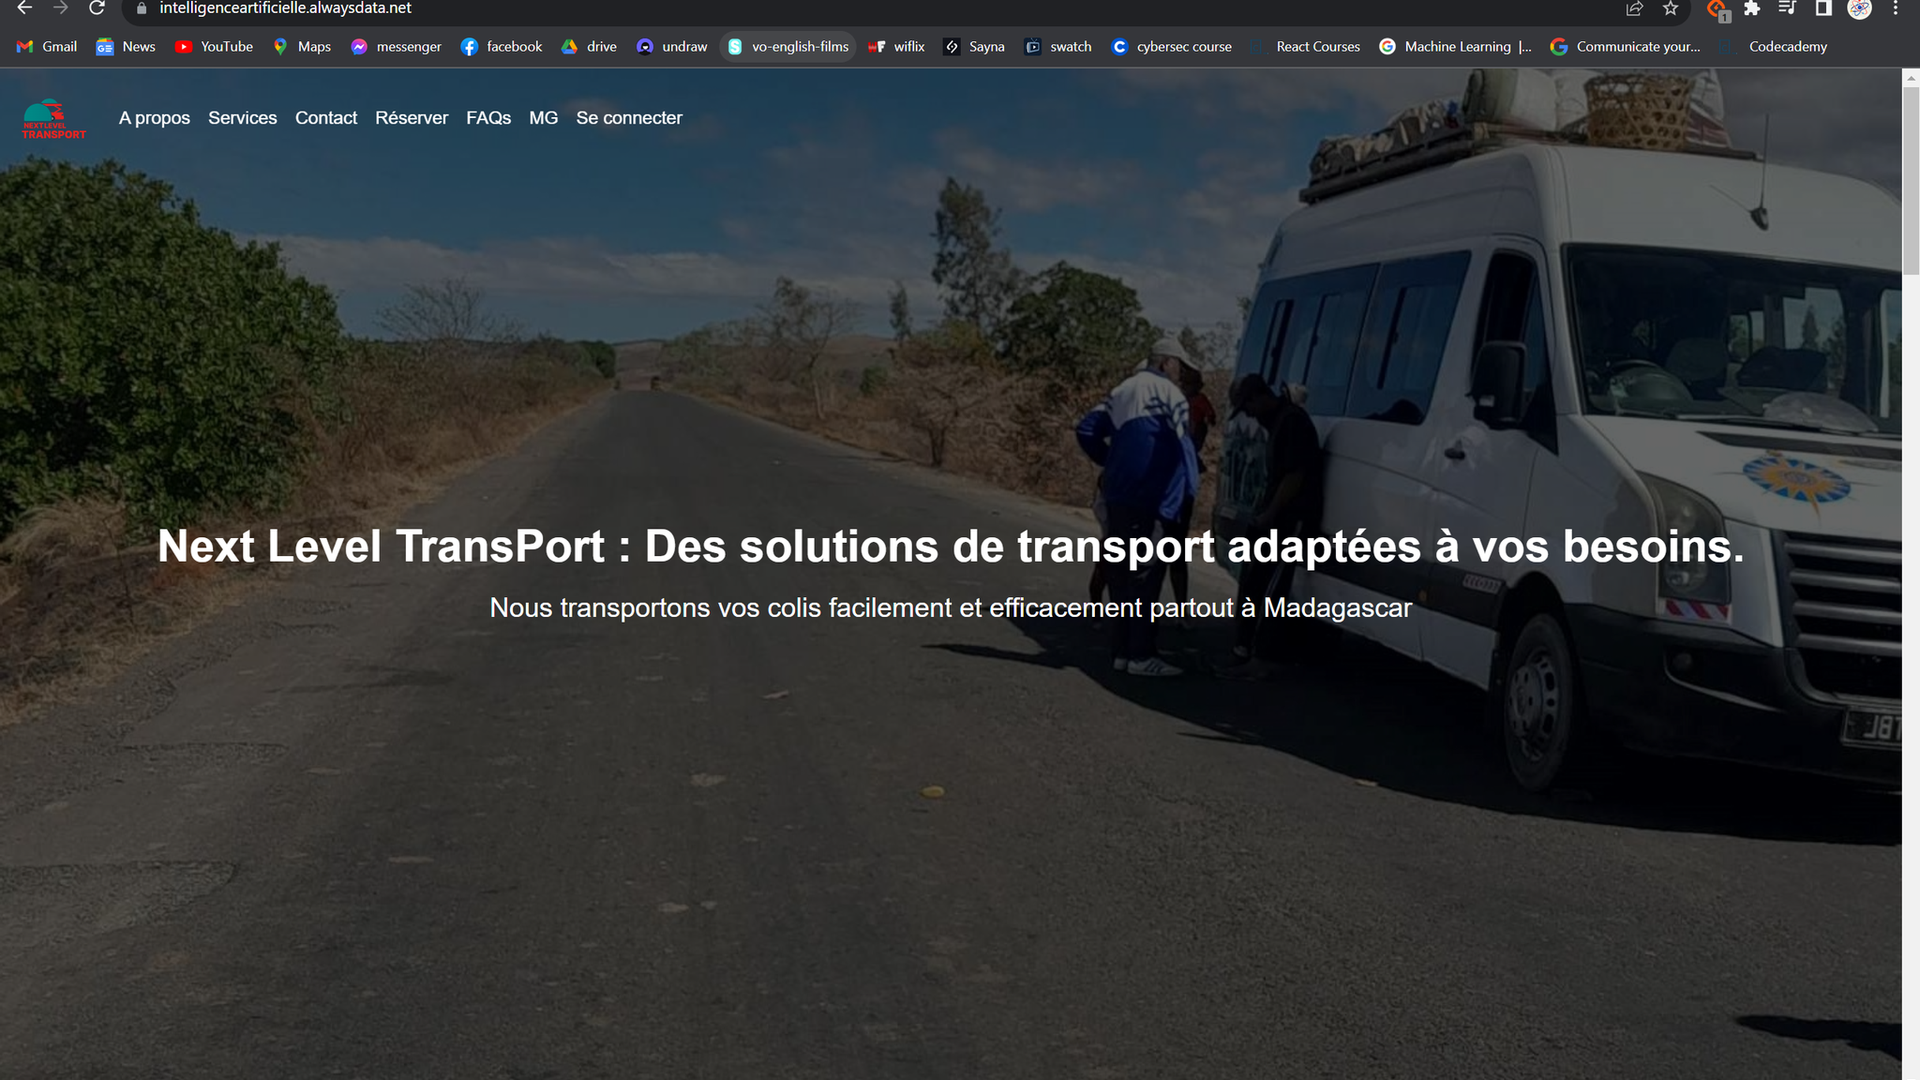 intelligenceartificielle.alwaysdata.net
1
Gmail News YouTube Maps messenger facebook drive undraw vo-english-films wiflix Sayna swatch cybersec course React Courses Machine Learning |... Communicate your... Codecademy
NEXT LEVEL
TRANSPORT
A propos Services Contact Réserver FAQs MG Se connecter
Next Level TransPort : Des solutions de transport adaptées à vos besoins.
Nous transportons vos colis facilement et efficacement partout à Madagascar